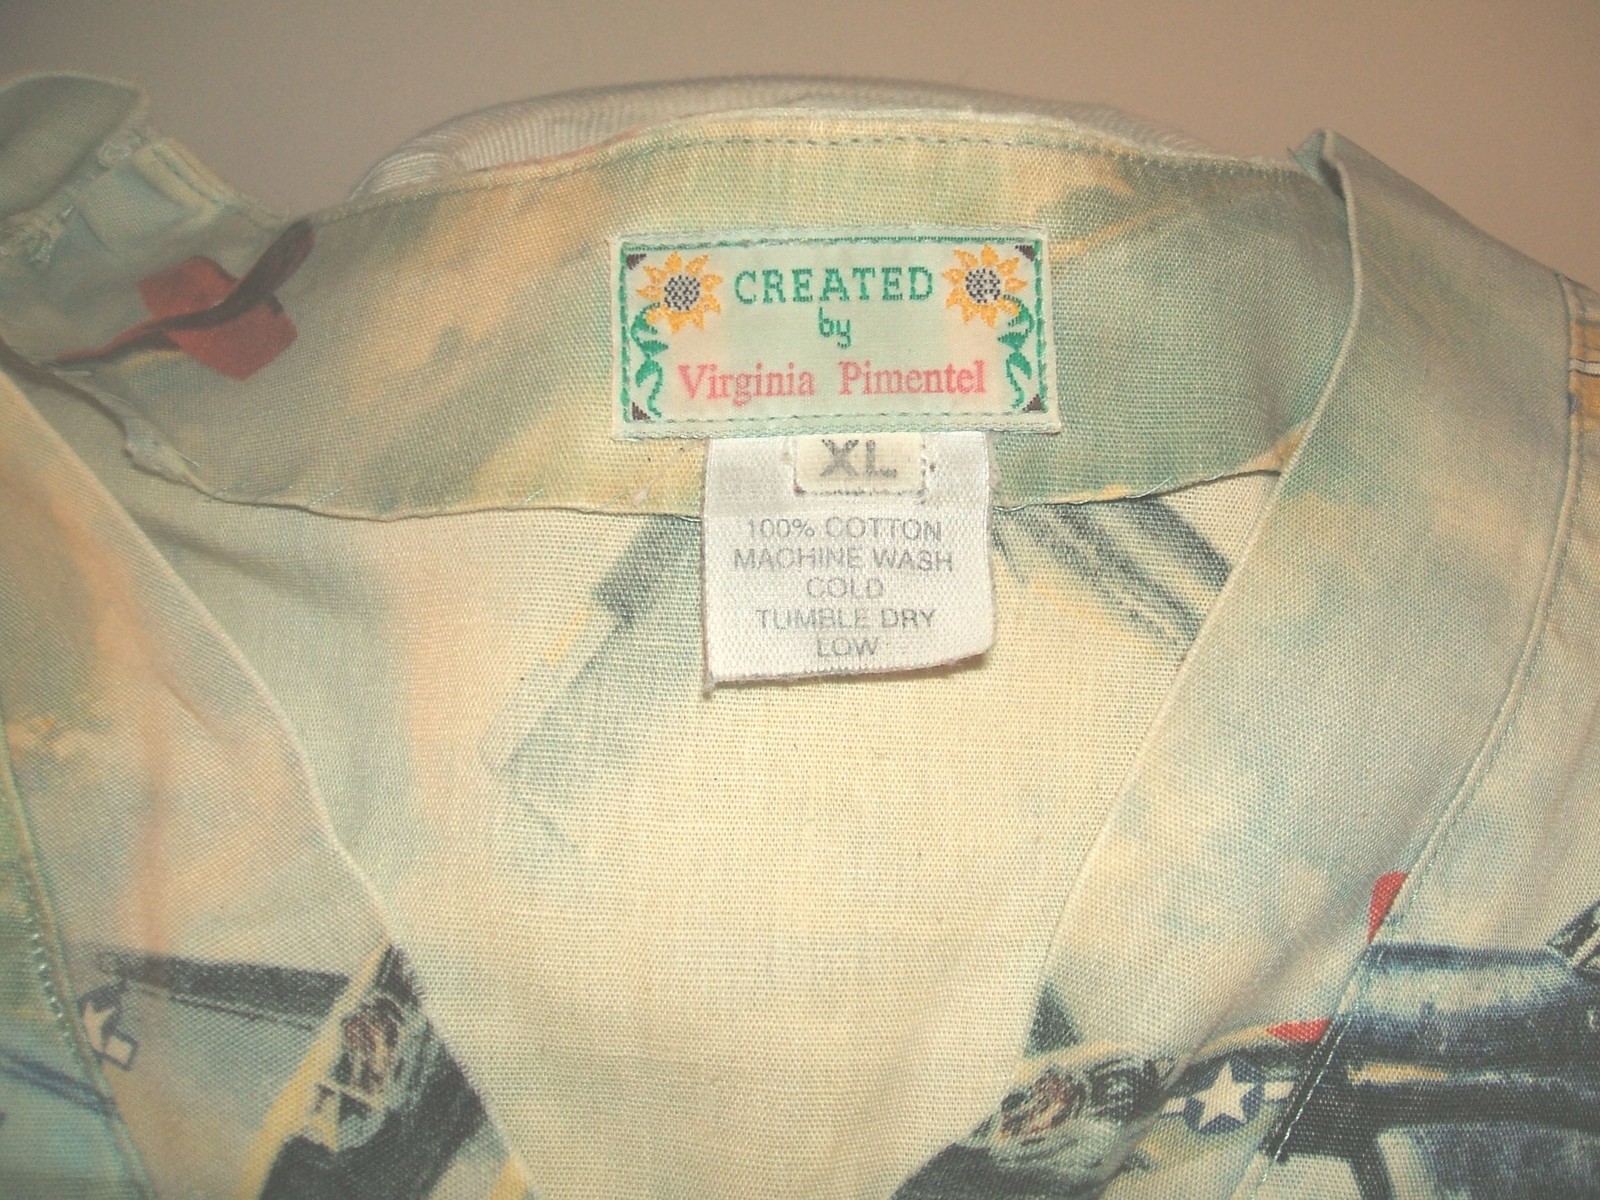 CREATED
by
Virginia Pimentel
XL
100% COTTON
MACHINE WASH
COLD
TUMBLE DRY
LOW